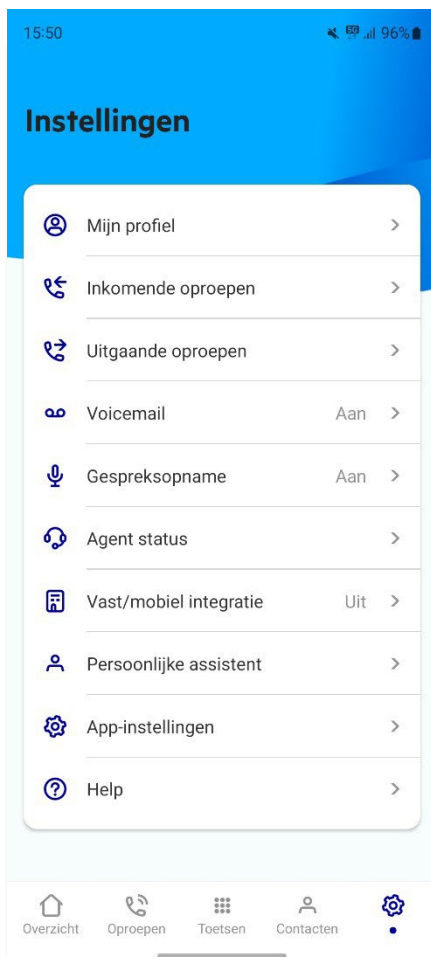 15:50 5G 96%
Instellingen
Mijn profiel
Inkomende oproepen
Uitgaande oproepen
Voicemail Aan
Gespreksopname Aan
Agent status
Vast/mobiel integratie Uit
Persoonlijke assistent
App-instellingen
Help
Overzicht Oproepen Toetsen Contacten